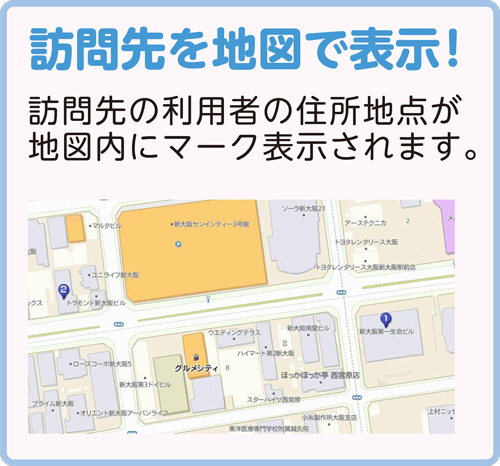 訪問先を地図で表示!
訪問先の利用者の住所地点が
地図内にマーク表示されます。
ソーラ新大阪21
マルタビル
新大阪センイシティー3号館
アーステクニカ
2
トヨタレンタリース大阪
P
ユニライフ新大阪
トヨタレンタリース大阪新大阪駅前店
2
ックス
トラモンド新大阪ビル
1
ウエディングテラス
新大阪南愛ビル
新大阪第一生命ビル
ローズコーポ新大阪5
グルメシティ
8
ハイマート第2新大阪
新大阪第3ドイビル
ほっかほっか亭 西宮原店
プライム新大阪
スターハイツ西宮原
オリエント新大阪アーバンライフ
小糸製作所大阪支店
上村ニッセ
東洋医療専門学校附属鍼灸院